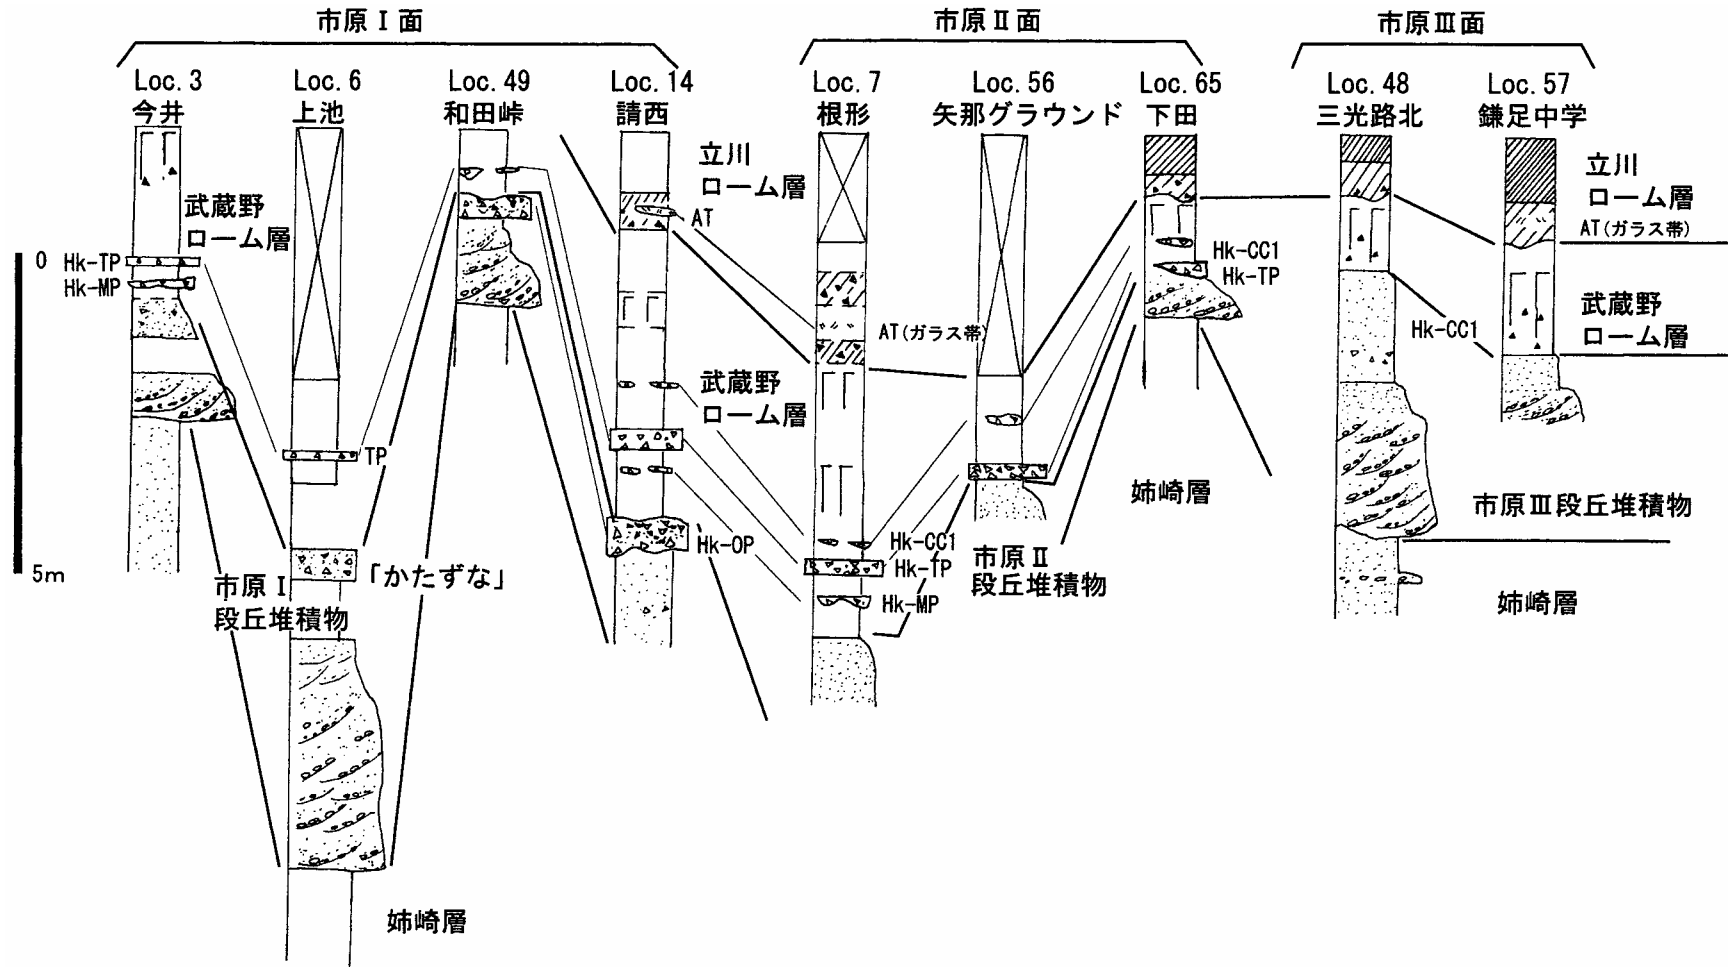 市原Ⅰ面
市原Ⅱ面
市原Ⅲ面
Loc. 3
今井
Loc. 6
上池
Loc. 49
和田峠
Loc. 14
請西
Loc. 7
根形
Loc. 56
矢那グラウンド
Loc. 65
下田
Loc. 48
三光路北
Loc. 57
鎌足中学
武蔵野
ローム層
立川
ローム層
AT
立川
ローム層
AT(ガラス帯)
0
Hk-TP
Hk-MP
Hk-CC1
Hk-TP
武蔵野
ローム層
Hk-CC1
AT(ガラス帯)
武蔵野
ローム層
TP
姉崎層
市原Ⅲ段丘堆積物
Hk-OP
Hk-CC1
Hk-TP
Hk-MP
市原Ⅱ
段丘堆積物
5m
市原Ⅰ
段丘堆積物
「かたずな」
姉崎層
姉崎層